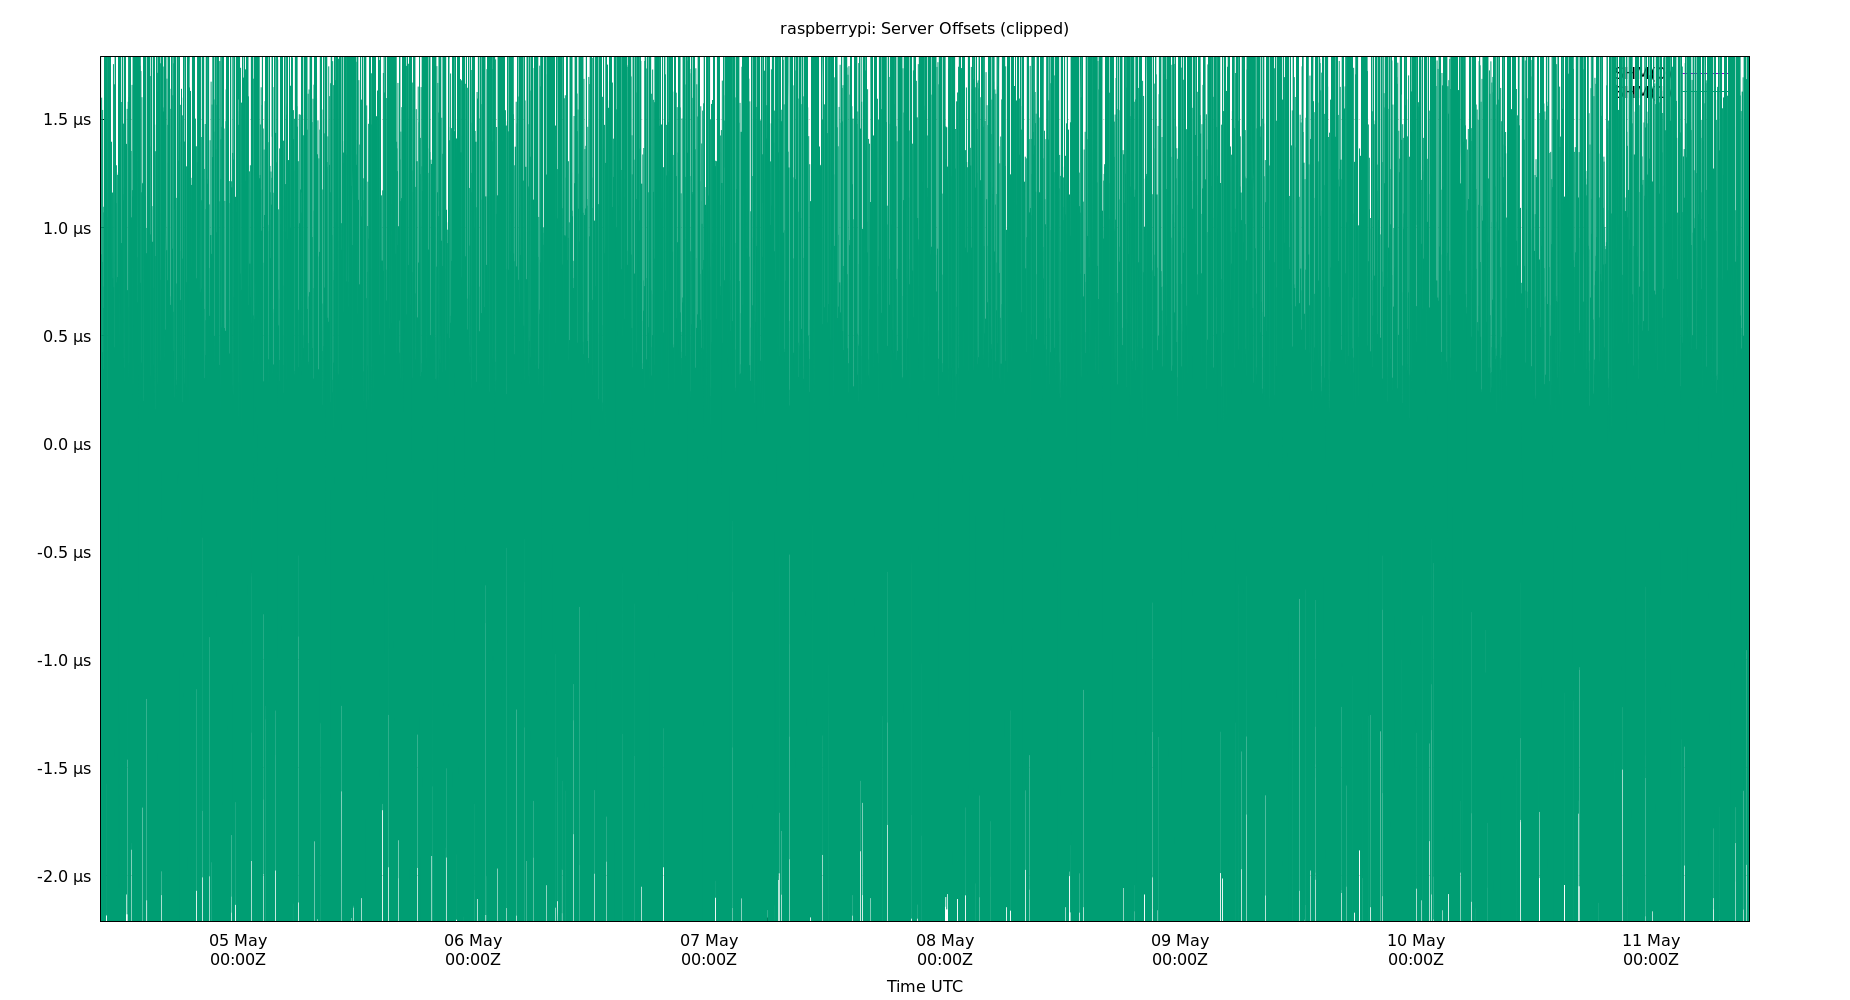 raspberrypi: Server Offsets (clipped)
1.5 µs
1.0 µs
0.5 µs
0.0 µs
-0.5 µs
-1.0 µs
-1.5 µs
-2.0 µs
05 May
00:00Z
06 May
00:00Z
07 May
00:00Z
08 May
00:00Z
09 May
00:00Z
10 May
00:00Z
11 May
00:00Z
Time UTC